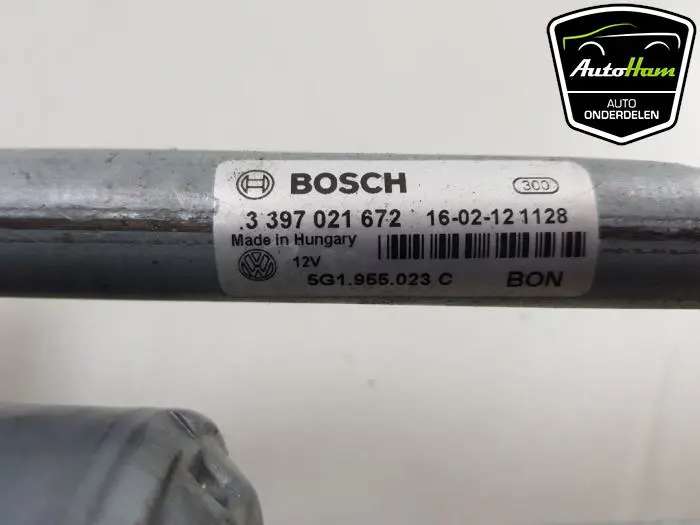 AutoHam
AUTO
ONDERDELEN
BOSCH 300
3 397 021 672 16-02-12 1128
Made in Hungary
12V
5G1.955.023 C BON